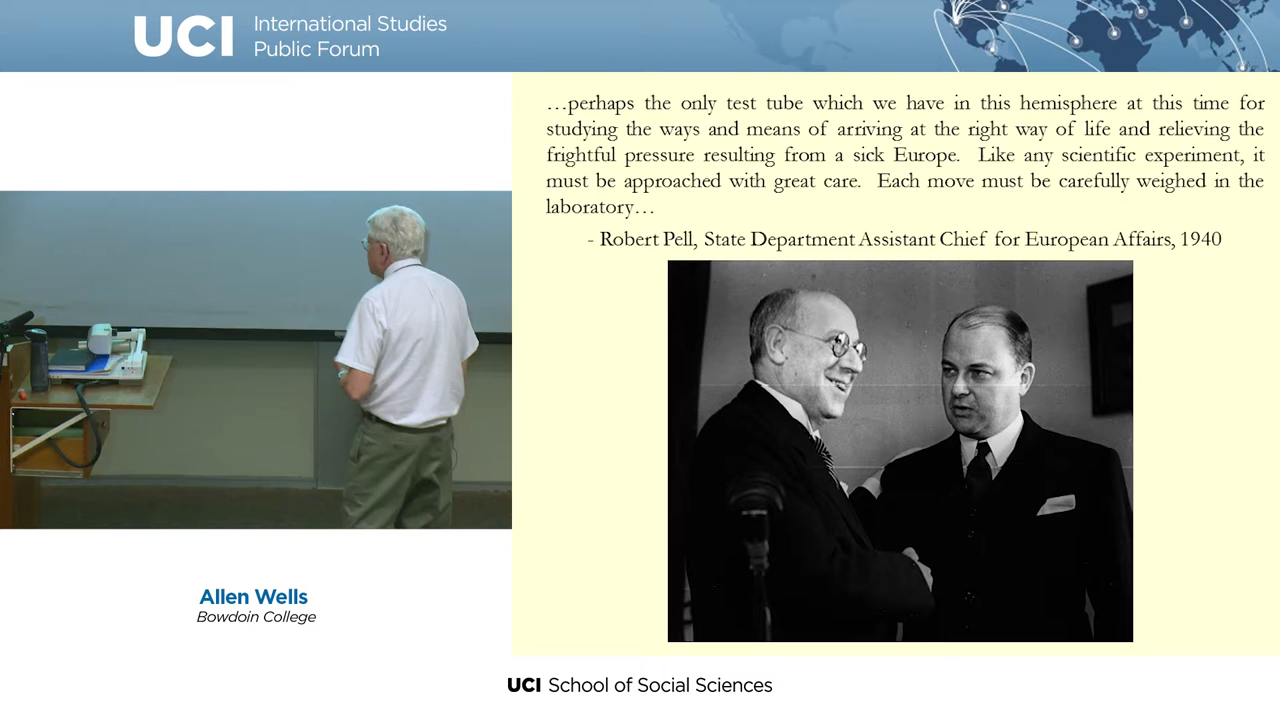 UCI International Studies
Public Forum
…perhaps the only test tube which we have in this hemisphere at this time for
studying the ways and means of arriving at the right way of life and relieving the
frightful pressure resulting from a sick Europe. Like any scientific experiment, it
must be approached with great care. Each move must be carefully weighed in the
laboratory…
- Robert Pell, State Department Assistant Chief for European Affairs, 1940
Allen Wells
Bowdoin College
UCI School of Social Sciences